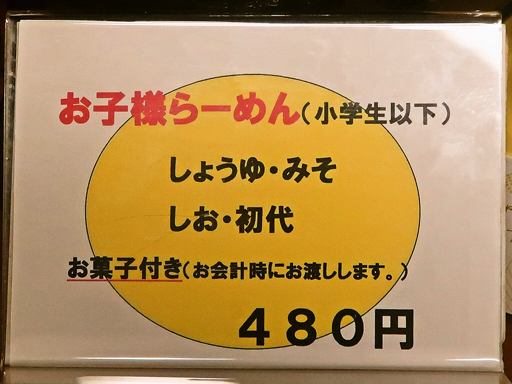 お子様らーめん（小学生以下）
しょうゆ・みそ
しお・初代
お菓子付き（お会計時にお渡しします。）
４８０円